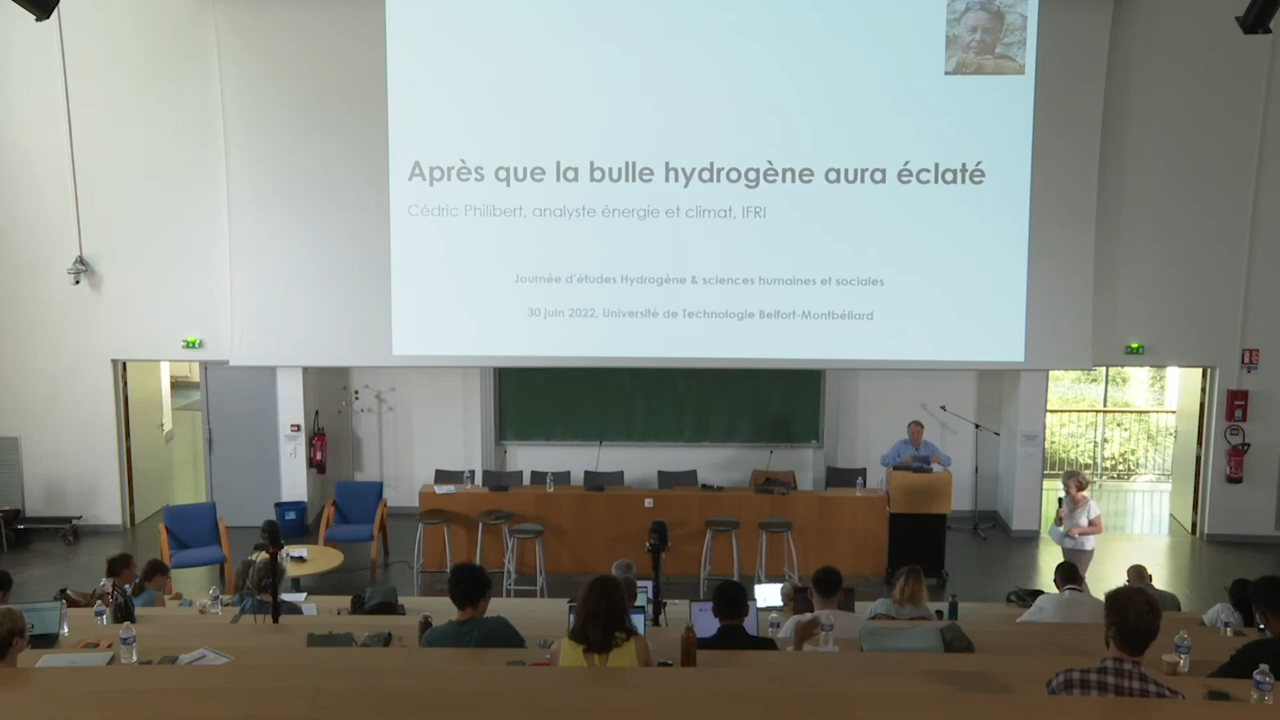 Après que la bulle hydrogène aura éclaté
Cédric Philibert, analyste énergie et climat, IFRI
Journée d'études Hydrogène & sciences humaines et sociales
30 juin 2022, Université de Technologie Belfort-Montbéliard